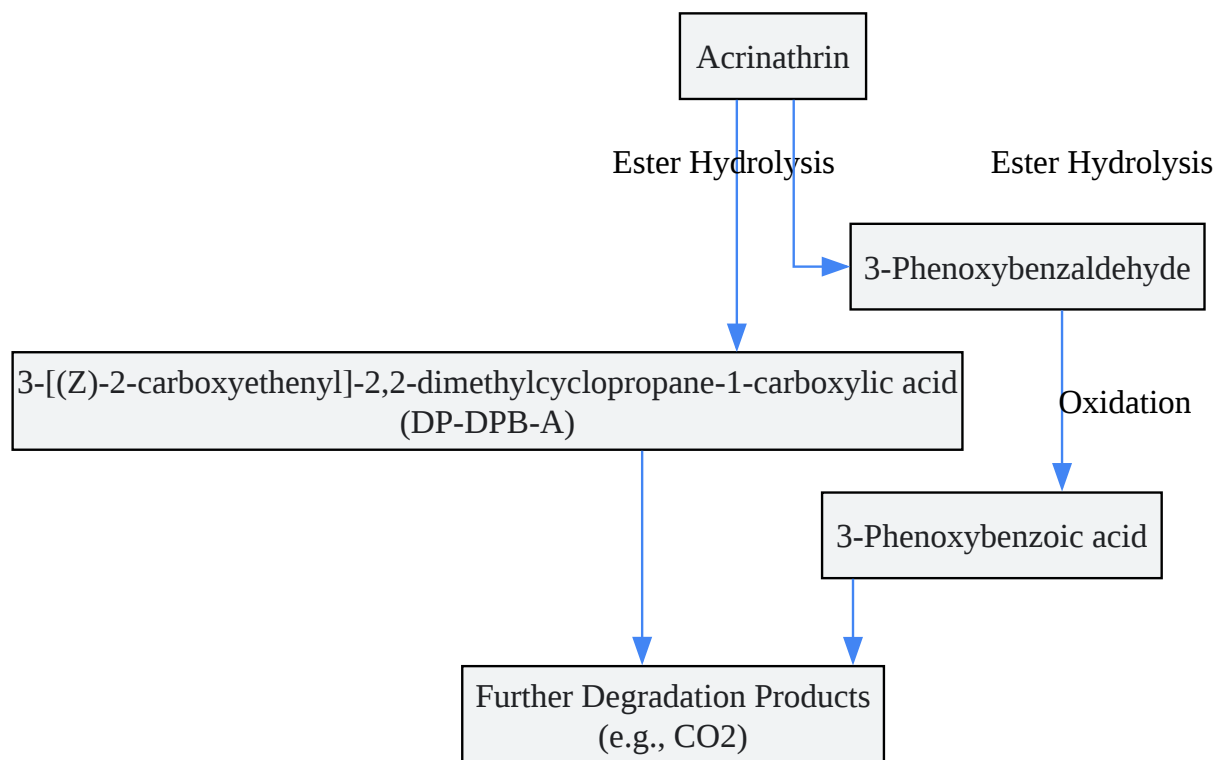 Acrinathrin
Ester Hydrolysis
Ester Hydrolysis
3-Phenoxybenzaldehyde
3-[(Z)-2-carboxyethenyl]-2,2-dimethylcyclopropane-1-carboxylic acid
(DP-DPB-A)
Oxidation
3-Phenoxybenzoic acid
Further Degradation Products
(e.g., CO2)